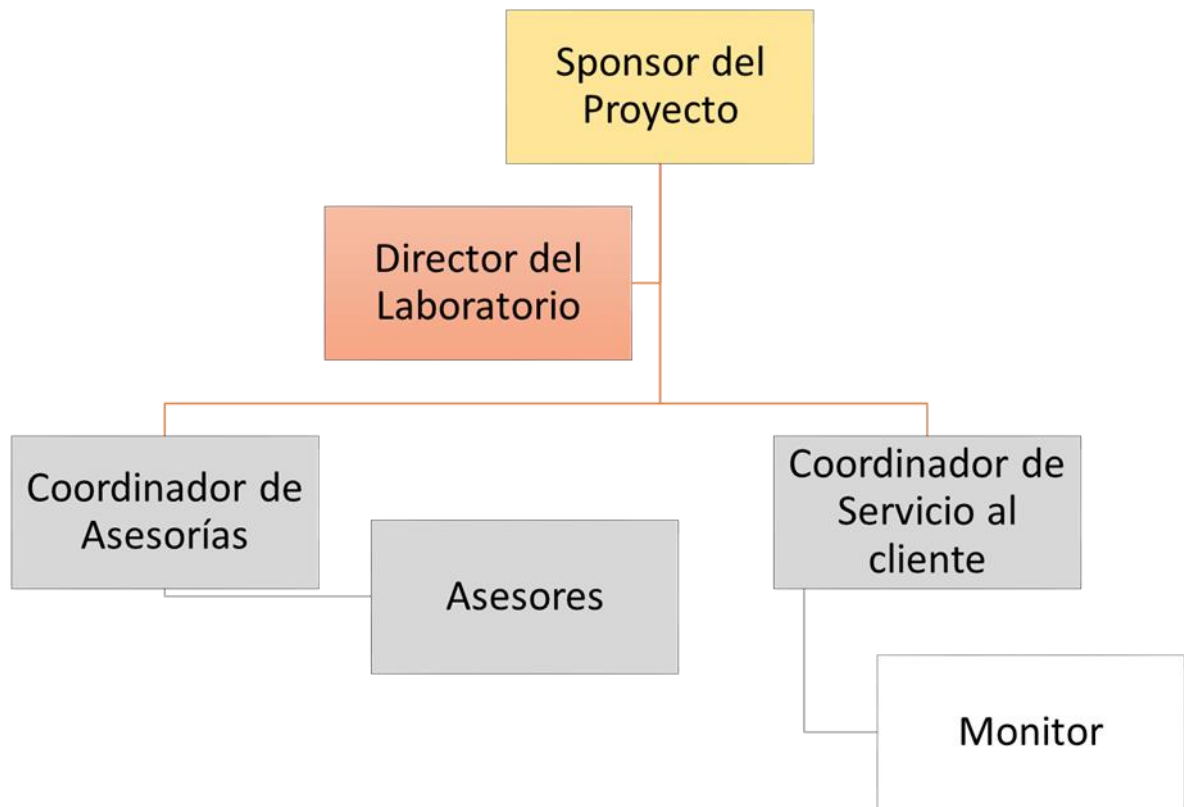 Sponsor del
Proyecto
Director del
Laboratorio
Coordinador de
Asesorías
Asesores
Coordinador de
Servicio al
cliente
Monitor